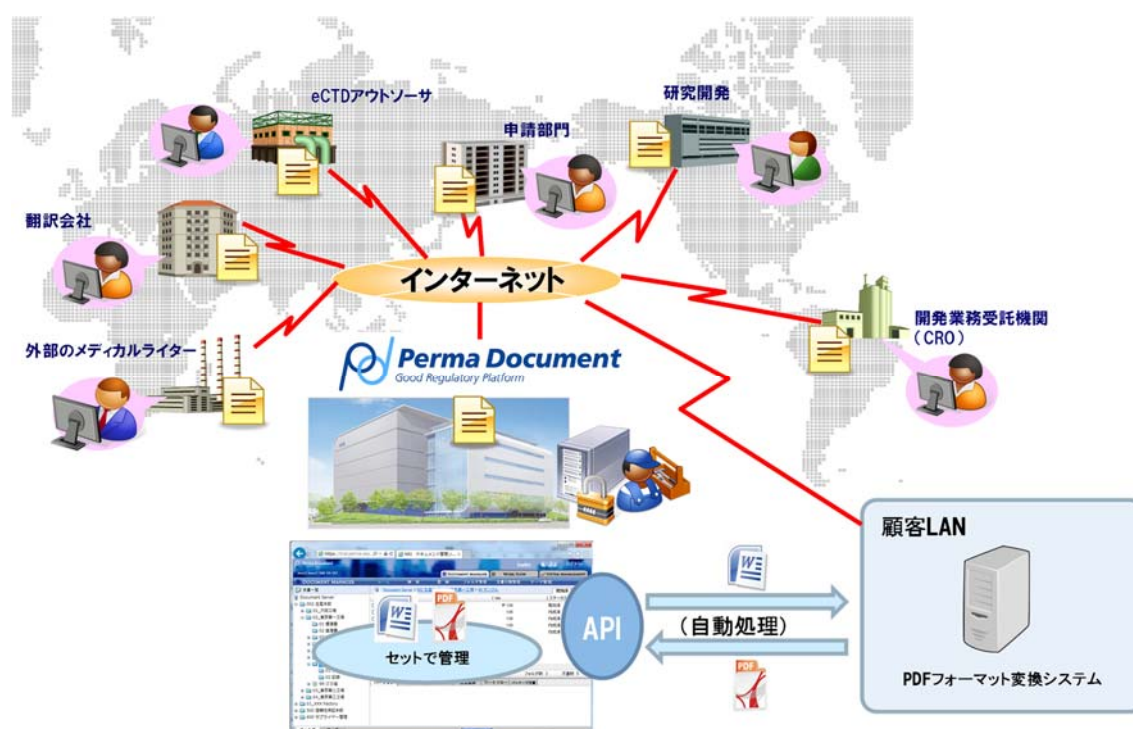 eCTDアウトソーサ
申請部門
研究開発
翻訳会社
インターネット
外部のメディカルライター
開発業務受託機関
(CRO)
Perma Document
Good Regulatory Platform
顧客LAN
W
PDF
セットで管理
API
W
(自動処理)
PDF
PDFフォーマット変換システム